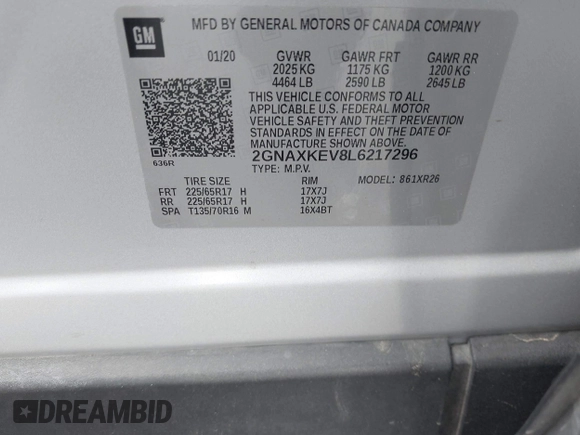 GM
MFD BY GENERAL MOTORS OF CANADA COMPANY
01/20 GVWR GAWR FRT GAWR RR
2025 KG 1175 KG 1200 KG
4464 LB 2590 LB 2645 LB
THIS VEHICLE CONFORMS TO ALL
APPLICABLE U.S. FEDERAL MOTOR
VEHICLE SAFETY AND THEFT PREVENTION
STANDARDS IN EFFECT ON THE DATE OF
MANUFACTURE SHOWN ABOVE.
2GNAXKEV8L6217296
636R
TYPE: M.P.V. MODEL: 861XR26
TIRE SIZE RIM
FRT 225/65R17 H 17X7J
RR 225/65R17 H 17X7J
SPA T135/70R16 M 16X4BT
DREAMBID